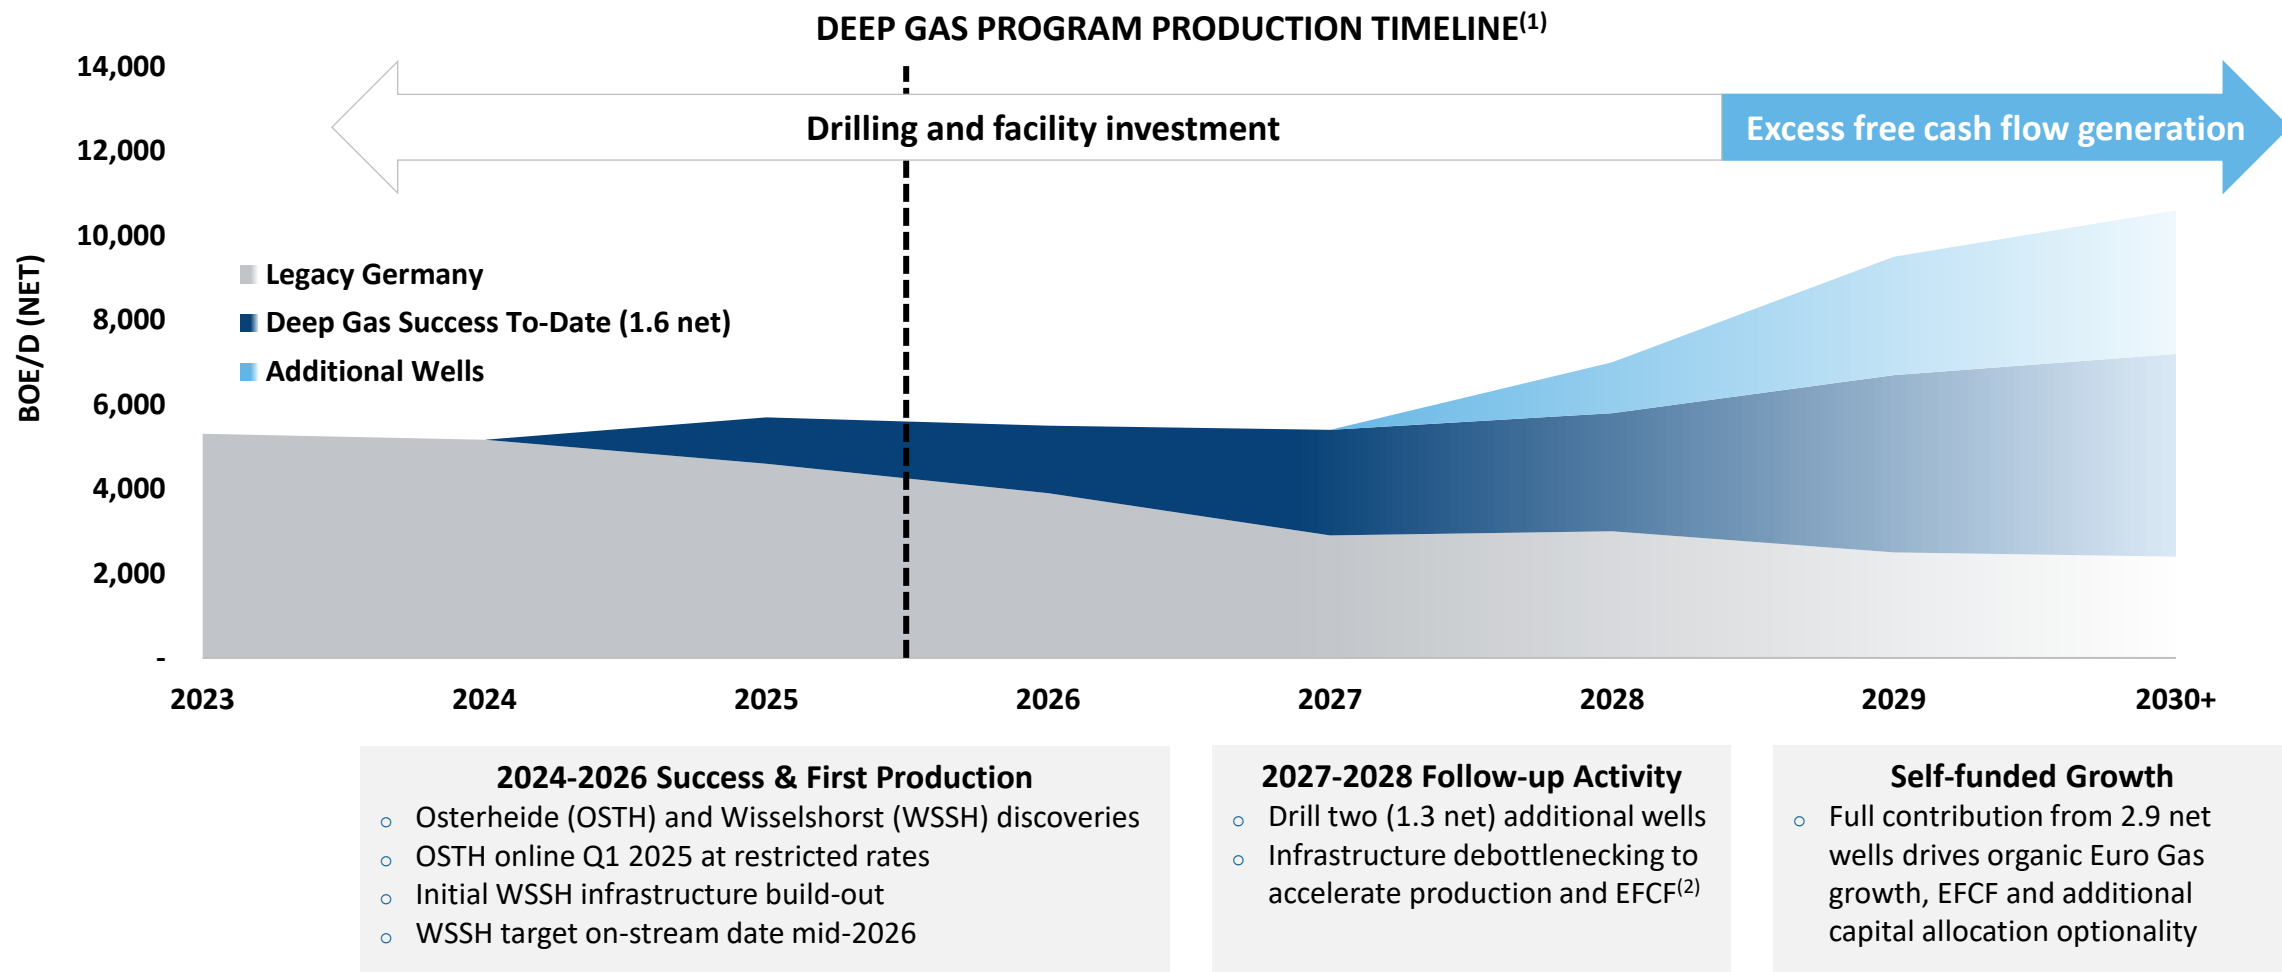 DEEP GAS PROGRAM PRODUCTION TIMELINE(1)
14,000
12,000
10,000
8,000
6,000
4,000
2,000
-
BOE/D (NET)
Drilling and facility investment
Excess free cash flow generation
Legacy Germany
Deep Gas Success To-Date (1.6 net)
Additional Wells
2023 2024 2025 2026 2027 2028 2029 2030+
2024-2026 Success & First Production
○ Osterheide (OSTH) and Wisselshorst (WSSH) discoveries
○ OSTH online Q1 2025 at restricted rates
○ Initial WSSH infrastructure build-out
○ WSSH target on-stream date mid-2026
2027-2028 Follow-up Activity
○ Drill two (1.3 net) additional wells
○ Infrastructure debottlenecking to
accelerate production and EFCF(2)
Self-funded Growth
○ Full contribution from 2.9 net
wells drives organic Euro Gas
growth, EFCF and additional
capital allocation optionality